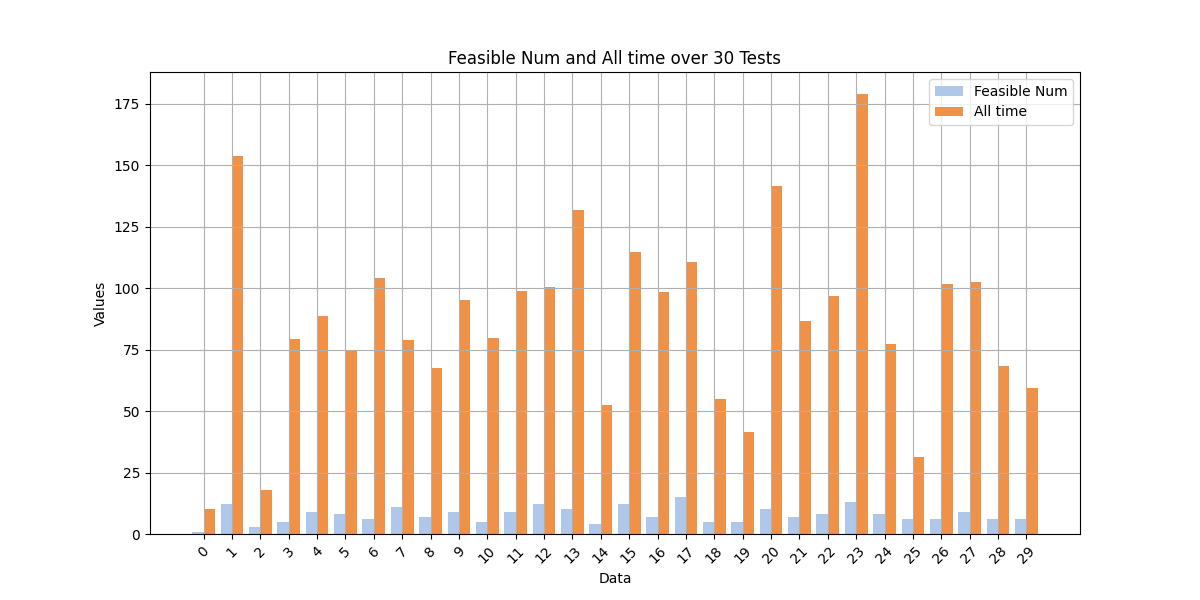 Feasible Num and All time over 30 Tests
Feasible Num
All time
175
150
125
100
75
50
25
0
Values
0 1 2 3 4 5 6 7 8 9 10 11 12 13 14 15 16 17 18 19 20 21 22 23 24 25 26 27 28 29
Data